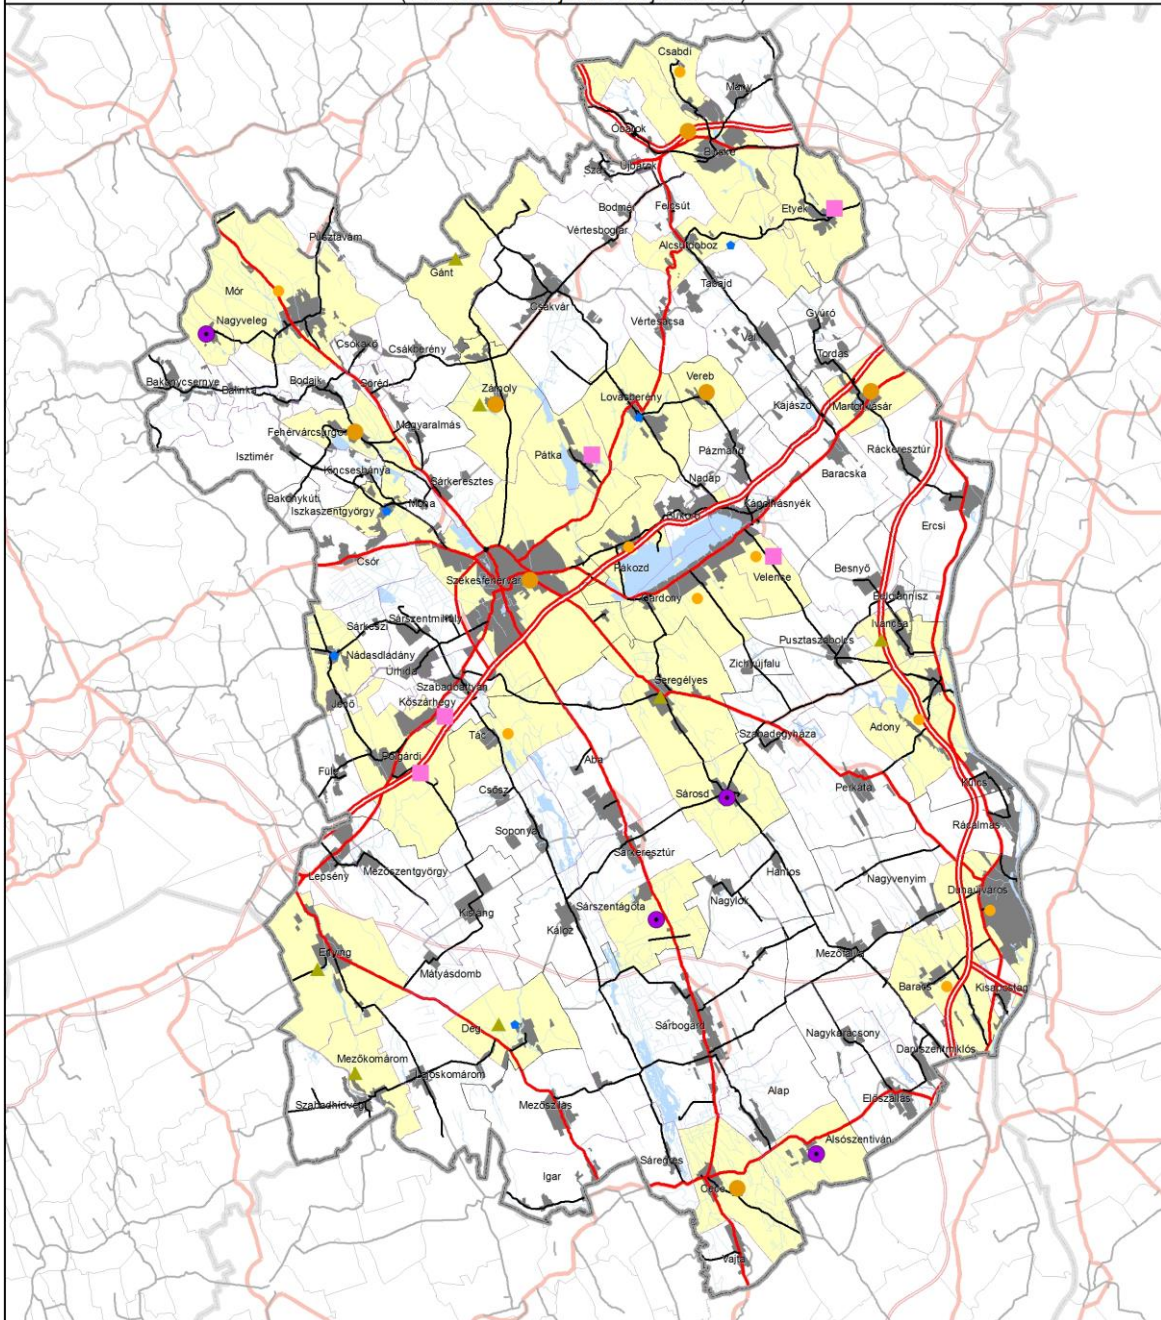 Csabdi
Mány
Óbarok
Bicske
Újbarok
Szár
Etyek
Bodmér
Felcsút
Vértesboglár
Pusztavám
Alcsútdoboz
Gánt
Tabajd
Mór
Csákvár
Nagyveleg
Vértesacsa
Gyúró
Vál
Csókakő
Csákberény
Tordas
Bakonycsernye
Balinka
Bodajk
Söréd
Zámoly
Vereb
Lovasberény
Kajászó
Martonvásár
Fehérvárcsurgó
Magyaralmás
Isztimér
Pátka
Pázmánd
Baracska
Ráckeresztúr
Kincsesbánya
Sárkeresztes
Nadap
Bakonykúti
Iszkaszentgyörgy
Moha
Kápolnásnyék
Ercsi
Csór
Pákozd
Velence
Besnyő
Székesfehérvár
Gárdony
Beloiannisz
Sárszentmihály
Iváncsa
Sárkeszi
Pusztaszabolcs
Nádasdladány
Úrhida
Zichyújfalu
Szabadbattyán
Seregélyes
Jenő
Kőszárhegy
Adony
Tác
Szabadegyháza
Füle
Polgárdi
Aba
Kulcs
Csősz
Sárosd
Perkáta
Soponya
Rácalmás
Sárkeresztúr
Lepsény
Mezőszentgyörgy
Hantos
Nagyvenyim
Dunaújváros
Nagylók
Kisláng
Sárszentágota
Káloz
Enying
Mezőfalva
Mátyásdomb
Baracs
Kisapostag
Dég
Sárbogárd
Nagykarácsony
Daruszentmiklós
Mezőkomárom
Lajoskomárom
Alap
Szabadhídvég
Mezőszilas
Előszállás
Alsószentiván
Sáregres
Igar
Cece
Vajta